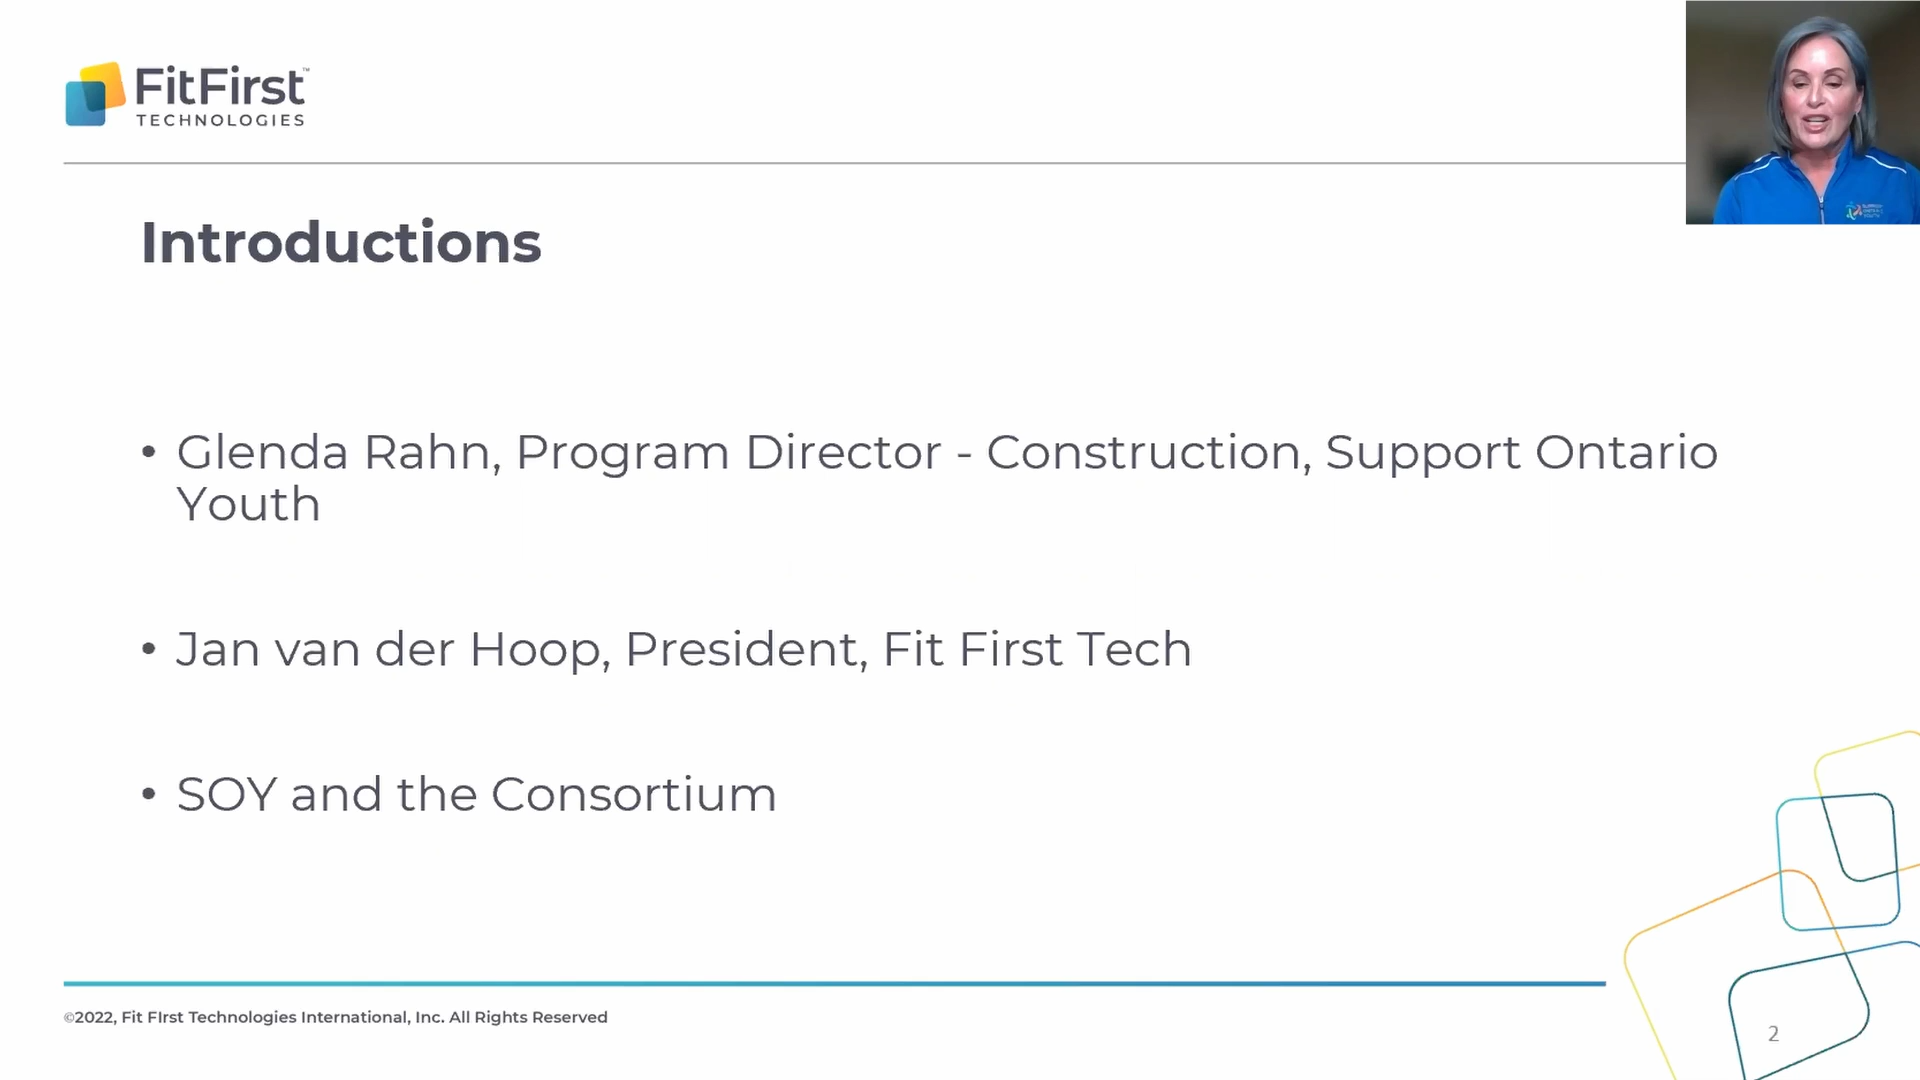 FitFirst™
TECHNOLOGIES
Introductions
• Glenda Rahn, Program Director - Construction, Support Ontario
Youth
• Jan van der Hoop, President, Fit First Tech
• SOY and the Consortium
©2022, Fit FIrst Technologies International, Inc. All Rights Reserved
2